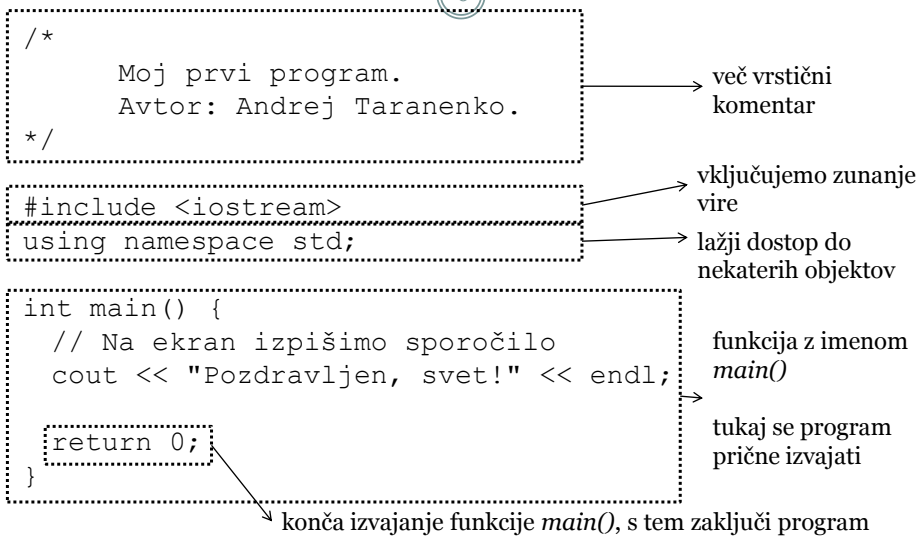 /*
Moj prvi program.
Avtor: Andrej Taranenko.
*/
več vrstični
komentar
#include <iostream>
vključujemo zunanje
vire
using namespace std;
lažji dostop do
nekaterih objektov
int main() {
// Na ekran izpišimo sporočilo
cout << "Pozdravljen, svet!" << endl;
return 0;
}
funkcija z imenom
main()
tukaj se program
prične izvajati
konča izvajanje funkcije main(), s tem zaključi program